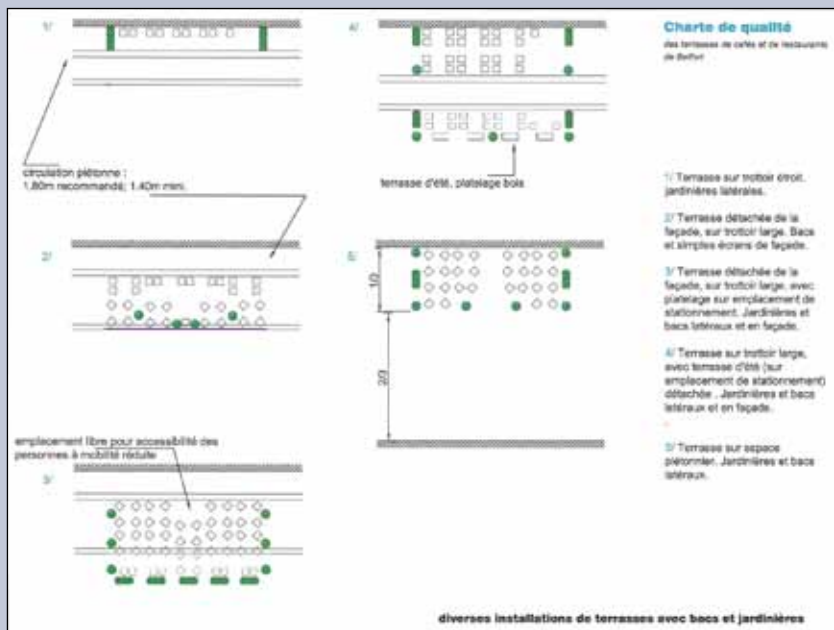 1/
circulation piétonne :
1.80m recommandé; 1.40m mini.
2/
emplacement libre pour accessibilité des
personnes à mobilité réduite
3/
4/
terrasse d'été, platelage bois
5/
1/3
2/3
Charte de qualité
des terrasses de cafés et de restaurants
de Belfort
1/ Terrasse sur trottoir étroit,
jardinières latérales.
2/ Terrasse détachée de la
façade, sur trottoir large. Bacs
et simples écrans de façade.
3/ Terrasse détachée de la
façade, sur trottoir large, avec
platelage sur emplacement de
stationnement. Jardinières et
bacs latéraux et en façade.
4/ Terrasse sur trottoir large,
avec terrasse d'été (sur
emplacement de stationnement)
détachée . Jardinières et bacs
latéraux et en façade.
5/ Terrasse sur espace
piétonnier. Jardinières et bacs
latéraux.
diverses installations de terrasses avec bacs et jardinières